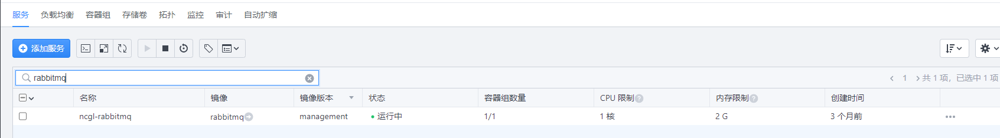 服务 负载均衡 容器组 存储卷 拓扑 监控 审计 自动扩缩
添加服务
rabbitmq
1 共 1 项，已选中 1 项
名称 镜像 镜像版本 状态 容器组数量 CPU 限制 内存限制 创建时间
ncgl-rabbitmq rabbitmq management 运行中 1/1 1 核 2 G 3 个月前